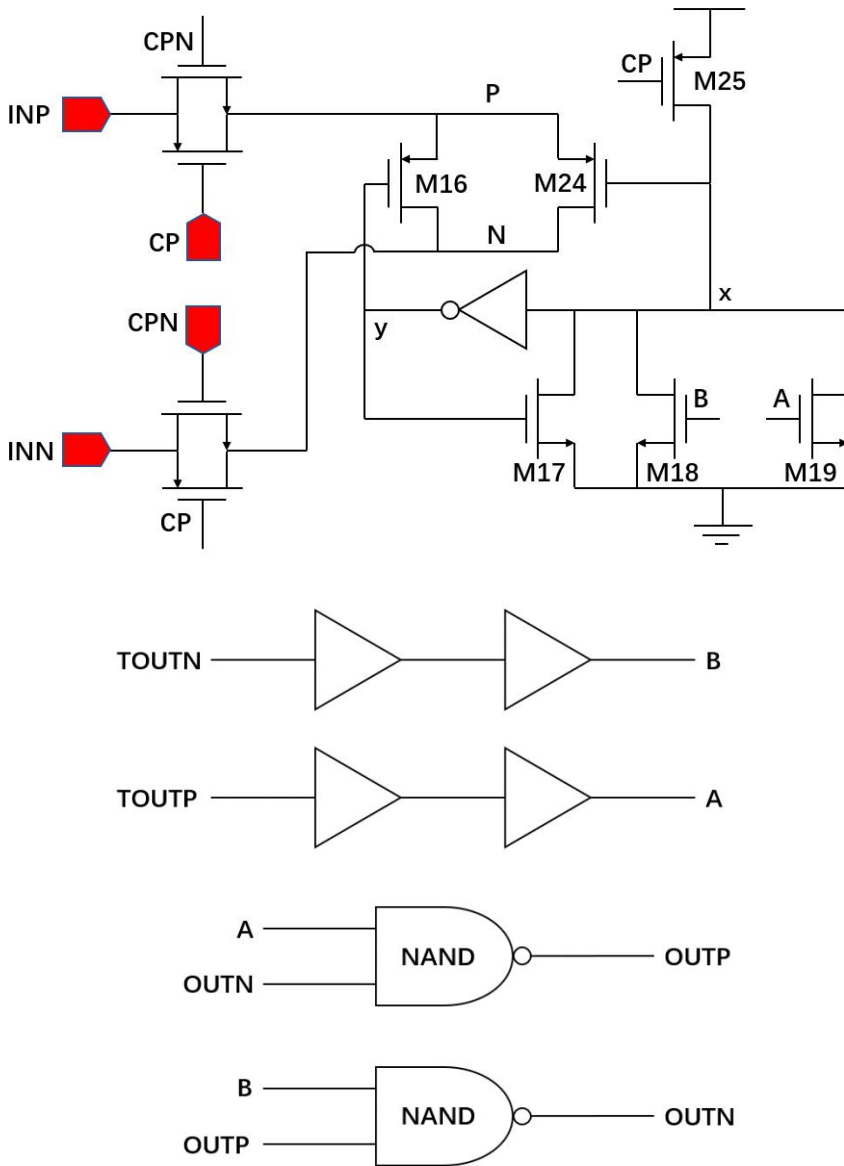 CPN
CP
M25
INP
P
M16
M24
CP
N
CPN
x
y
B
A
INN
M17
M18
M19
CP
TOUTN
B
TOUTP
A
A
NAND
OUTP
OUTN
B
NAND
OUTN
OUTP